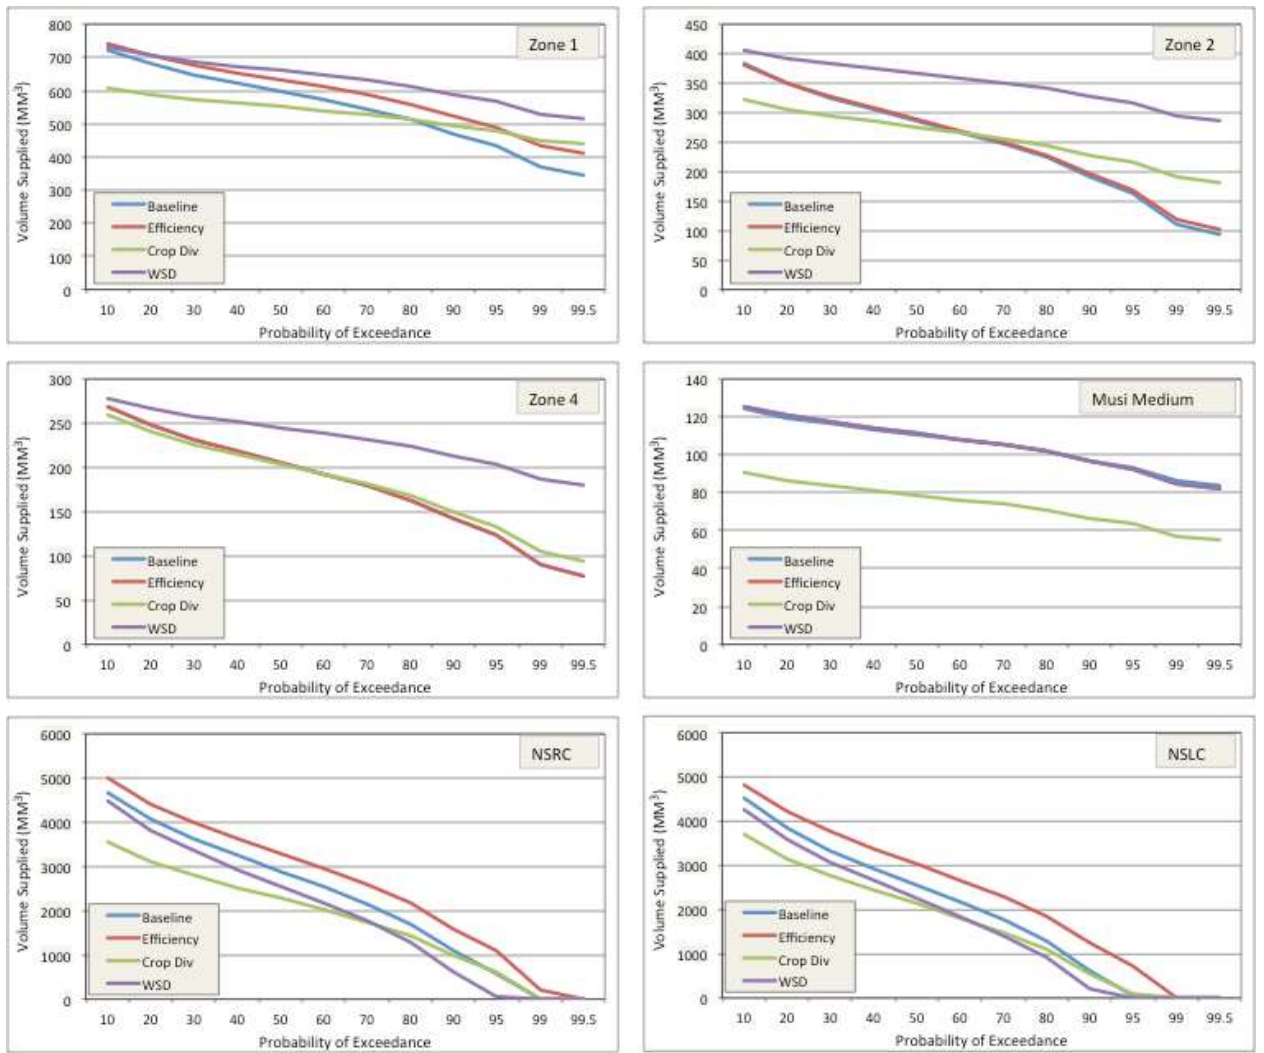 Zone 1
Volume Supplied (MM³)
800
700
600
500
400
300
200
100
0
Baseline
Efficiency
Crop Div
WSD
10 20 30 40 50 60 70 80 90 95 99 99.5
Probability of Exceedance
Zone 2
Volume Supplied (MM³)
450
400
350
300
250
200
150
100
50
0
Baseline
Efficiency
Crop Div
WSD
10 20 30 40 50 60 70 80 90 95 99 99.5
Probability of Exceedance
Zone 4
Volume Supplied (MM³)
300
250
200
150
100
50
0
Baseline
Efficiency
Crop Div
WSD
10 20 30 40 50 60 70 80 90 95 99 99.5
Probability of Exceedance
Musi Medium
Volume Supplied (MM³)
140
120
100
80
60
40
20
0
Baseline
Efficiency
Crop Div
WSD
10 20 30 40 50 60 70 80 90 95 99 99.5
Probability of Exceedance
NSRC
Volume Supplied (MM³)
6000
5000
4000
3000
2000
1000
0
Baseline
Efficiency
Crop Div
WSD
10 20 30 40 50 60 70 80 90 95 99 99.5
Probability of Exceedance
NSLC
Volume Supplied (MM³)
6000
5000
4000
3000
2000
1000
0
Baseline
Efficiency
Crop Div
WSD
10 20 30 40 50 60 70 80 90 95 99 99.5
Probability of Exceedance